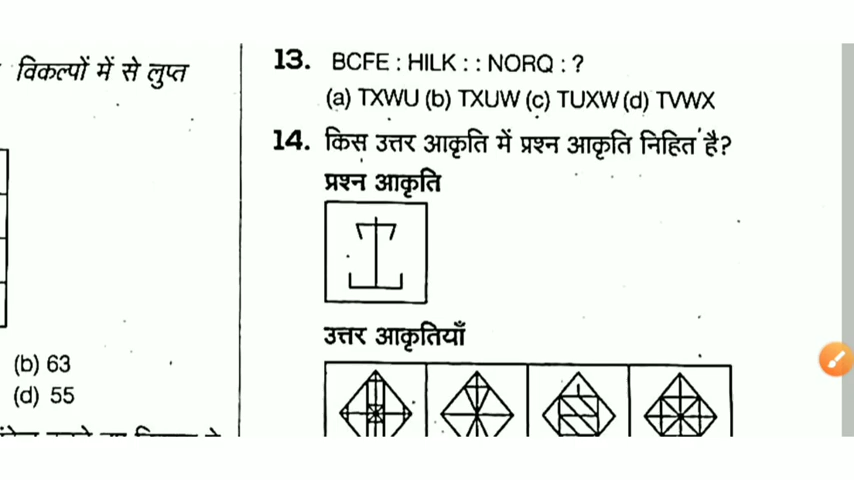 विकल्पों में से लुप्त
(b) 63
(d) 55
13. BCFE : HILK : : NORQ : ?
(a) TXWU (b) TXUW (c) TUXW (d) TVWX
14. किस उत्तर आकृति में प्रश्न आकृति निहित है?
प्रश्न आकृति
उत्तर आकृतियाँ